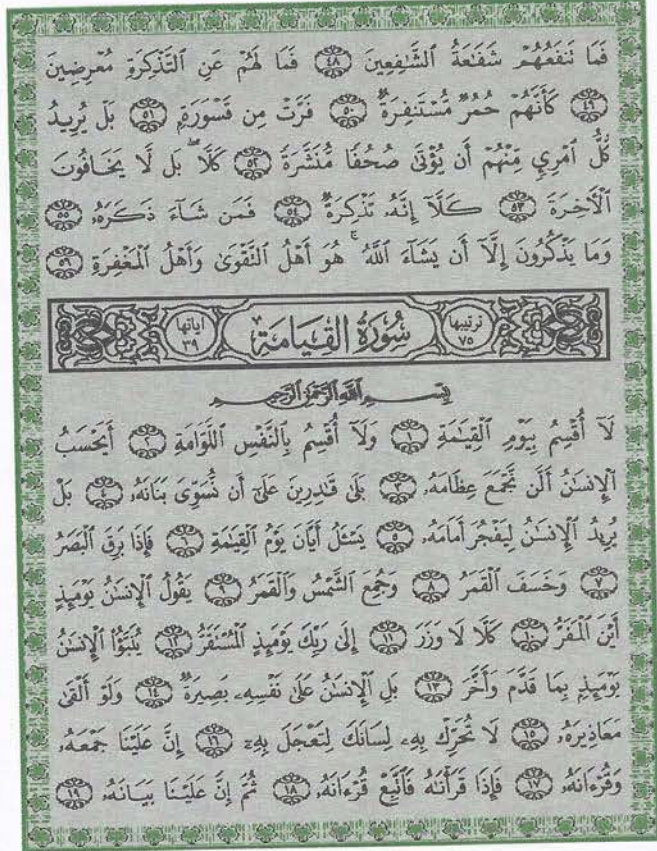 فَمَا تَنفَعُهُمْ شَفَٰعَةُ ٱلشَّٰفِعِينَ ٤٨ فَمَا لَهُمْ عَنِ ٱلتَّذْكِرَةِ مُعْرِضِينَ
٤٩ كَأَنَّهُمْ حُمُرٌ مُّسْتَنفِرَةٌ ٥٠ فَرَّتْ مِن قَسْوَرَةٍۭ ٥١ بَلْ يُرِيدُ
كُلُّ ٱمْرِئٍ مِّنْهُمْ أَن يُؤْتَىٰ صُحُفًا مُّنَشَّرَةً ٥٢ كَلَّا ۖ بَل لَّا يَخَافُونَ
ٱلْأَخِرَةَ ٥٣ كَلَّآ إِنَّهُۥ تَذْكِرَةٌ ٥٤ فَمَن شَآءَ ذَكَرَهُۥ ٥٥
وَمَا يَذْكُرُونَ إِلَّآ أَن يَشَآءَ ٱللَّهُ ۚ هُوَ أَهْلُ ٱلتَّقْوَىٰ وَأَهْلُ ٱلْمَغْفِرَةِ ٥٦
ترتيبها ٧٥ سُورَةُ القِيَامَة آياتها ٣٩
بِسْمِ ٱللَّهِ ٱلرَّحْمَٰنِ ٱلرَّحِيمِ
لَآ أُقْسِمُ بِيَوْمِ ٱلْقِيَٰمَةِ ١ وَلَآ أُقْسِمُ بِٱلنَّفْسِ ٱللَّوَّامَةِ ٢ أَيَحْسَبُ
ٱلْإِنسَٰنُ أَلَّن نَّجْمَعَ عِظَامَهُۥ ٣ بَلَىٰ قَٰدِرِينَ عَلَىٰٓ أَن نُّسَوِّىَ بَنَانَهُۥ ٤ بَلْ
يُرِيدُ ٱلْإِنسَٰنُ لِيَفْجُرَ أَمَامَهُۥ ٥ يَسْـَٔلُ أَيَّانَ يَوْمُ ٱلْقِيَٰمَةِ ٦ فَإِذَا بَرِقَ ٱلْبَصَرُ
٧ وَخَسَفَ ٱلْقَمَرُ ٨ وَجُمِعَ ٱلشَّمْسُ وَٱلْقَمَرُ ٩ يَقُولُ ٱلْإِنسَٰنُ يَوْمَئِذٍ
أَيْنَ ٱلْمَفَرُّ ١٠ كَلَّا لَا وَزَرَ ١١ إِلَىٰ رَبِّكَ يَوْمَئِذٍ ٱلْمُسْتَقَرُّ ١٢ يُنَبَّؤُا۟ ٱلْإِنسَٰنُ
يَوْمَئِذٍۭ بِمَا قَدَّمَ وَأَخَّرَ ١٣ بَلِ ٱلْإِنسَٰنُ عَلَىٰ نَفْسِهِۦ بَصِيرَةٌ ١٤ وَلَوْ أَلْقَىٰ
مَعَاذِيرَهُۥ ١٥ لَا تُحَرِّكْ بِهِۦ لِسَانَكَ لِتَعْجَلَ بِهِۦٓ ١٦ إِنَّ عَلَيْنَا جَمْعَهُۥ
وَقُرْءَانَهُۥ ١٧ فَإِذَا قَرَأْنَٰهُ فَٱتَّبِعْ قُرْءَانَهُۥ ١٨ ثُمَّ إِنَّ عَلَيْنَا بَيَانَهُۥ ١٩